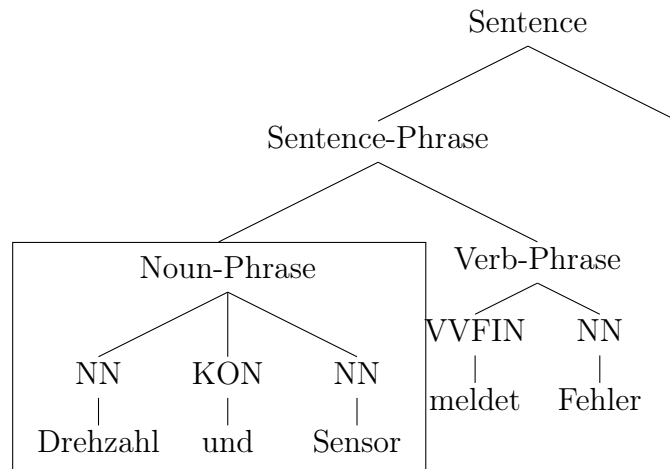 Sentence
Sentence-Phrase
Noun-Phrase
Verb-Phrase
VVFIN NN
NN KON NN
meldet Fehler
Drehzahl und Sensor